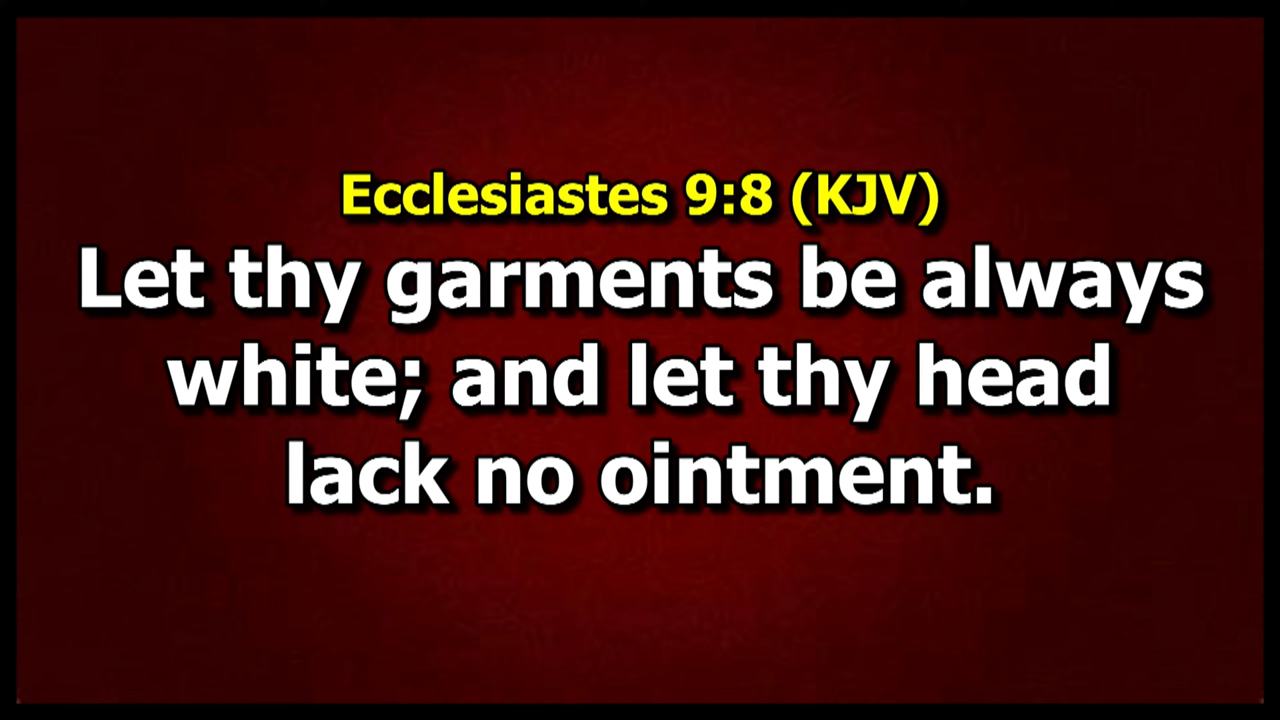 Ecclesiastes 9:8 (KJV)
Let thy garments be always
white; and let thy head
lack no ointment.